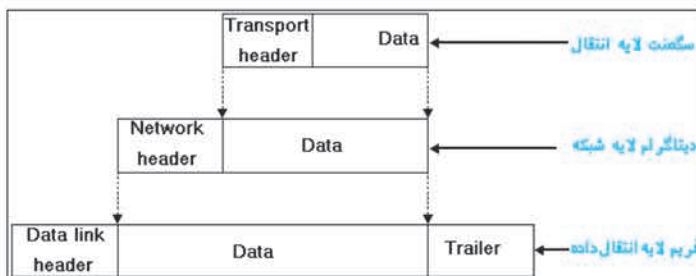 Transport header
Data
سگمنت لایه انتقال
Network header
Data
دیتاگرام لایه شبکه
Data link header
Data
Trailer
فریم لایه انتقال داده